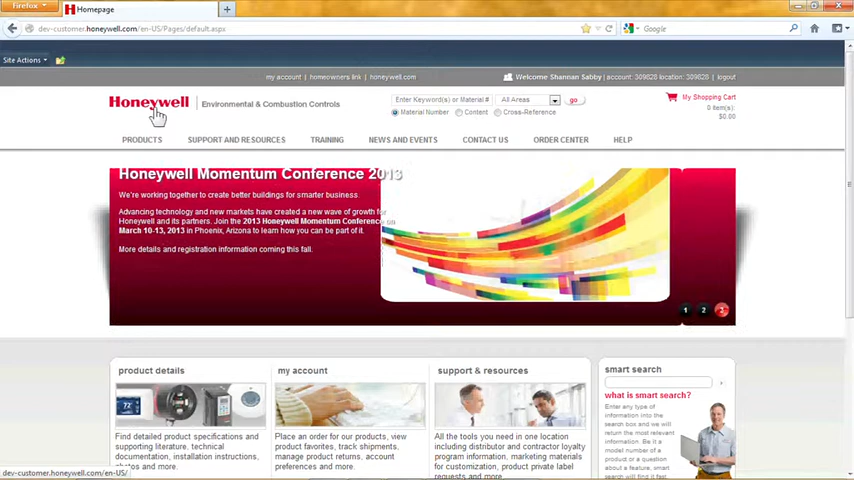 Firefox
Homepage
dev-customer.honeywell.com/en-US/Pages/default.aspx
Google
Site Actions
my account | homeowners link | honeywell.com
Welcome Shannan Sabby | account: 309828 location: 309828 | logout
Honeywell
Environmental & Combustion Controls
Enter Keyword(s) or Material #
All Areas
go
My Shopping Cart
0 item(s):
$0.00
Material Number
Content
Cross-Reference
PRODUCTS
SUPPORT AND RESOURCES
TRAINING
NEWS AND EVENTS
CONTACT US
ORDER CENTER
HELP
Honeywell Momentum Conference 2013
We're working together to create better buildings for smarter business.
Advancing technology and new markets have created a new wave of growth for
Honeywell and its partners. Join the 2013 Honeywell Momentum Conference on
March 10-13, 2013 in Phoenix, Arizona to learn how you can be part of it.
More details and registration information coming this fall.
1 2 3
product details
Find detailed product specifications and
supporting literature, technical
documentation, installation instructions,
photos and more.
my account
Place an order for our products, view
product favorites, track shipments,
manage product returns, account
preferences and more.
support & resources
All the tools you need in one location
including distributor and contractor loyalty
program information, marketing materials
for customization, product private label
requests and more.
smart search
what is smart search?
Enter any type of
information into the
search box and we will
return the most relevant
information. Be it a
model number of a
product or a question
about a feature, smart
search will find it fast
dev-customer.honeywell.com/en-US/